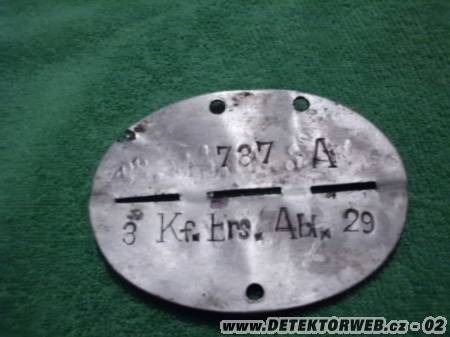 787 A
3 Kf. Ers. Abt. 29
www.DETEKTORWEB.cz - 02